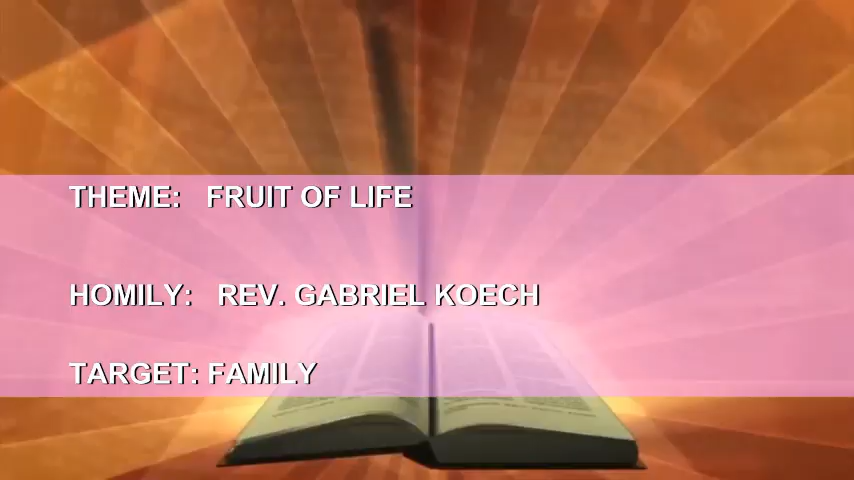 THEME: FRUIT OF LIFE
HOMILY: REV. GABRIEL KOECH
TARGET: FAMILY